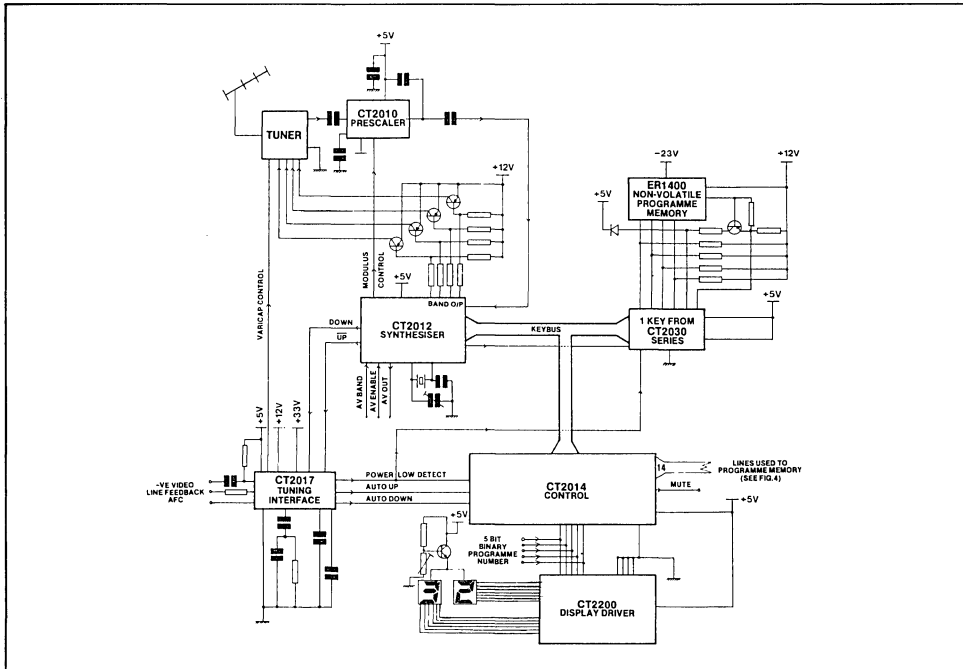 +5V
CT2010
PRESCALER
TUNER
+12V
-23V
+12V
ER1400
NON-VOLATILE
PROGRAMME
MEMORY
+5V
VARICAP CONTROL
MODULUS
CONTROL
+5V
BAND O/P
+5V
DOWN
UP
CT2012
SYNTHESISER
KEYBUS
1 KEY FROM
CT2030
SERIES
AV BAND
AV ENABLE
AV OUT
+5V
+12V
+33V
-VE VIDEO
LINE FEEDBACK
AFC
CT2017
TUNING
INTERFACE
POWER LOW DETECT
AUTO UP
AUTO DOWN
CT2014
CONTROL
14
LINES USED TO
PROGRAMME MEMORY
(SEE FIG.4)
MUTE
+5V
+5V
5 BIT
BINARY
PROGRAMME
NUMBER
32
CT2200
DISPLAY DRIVER